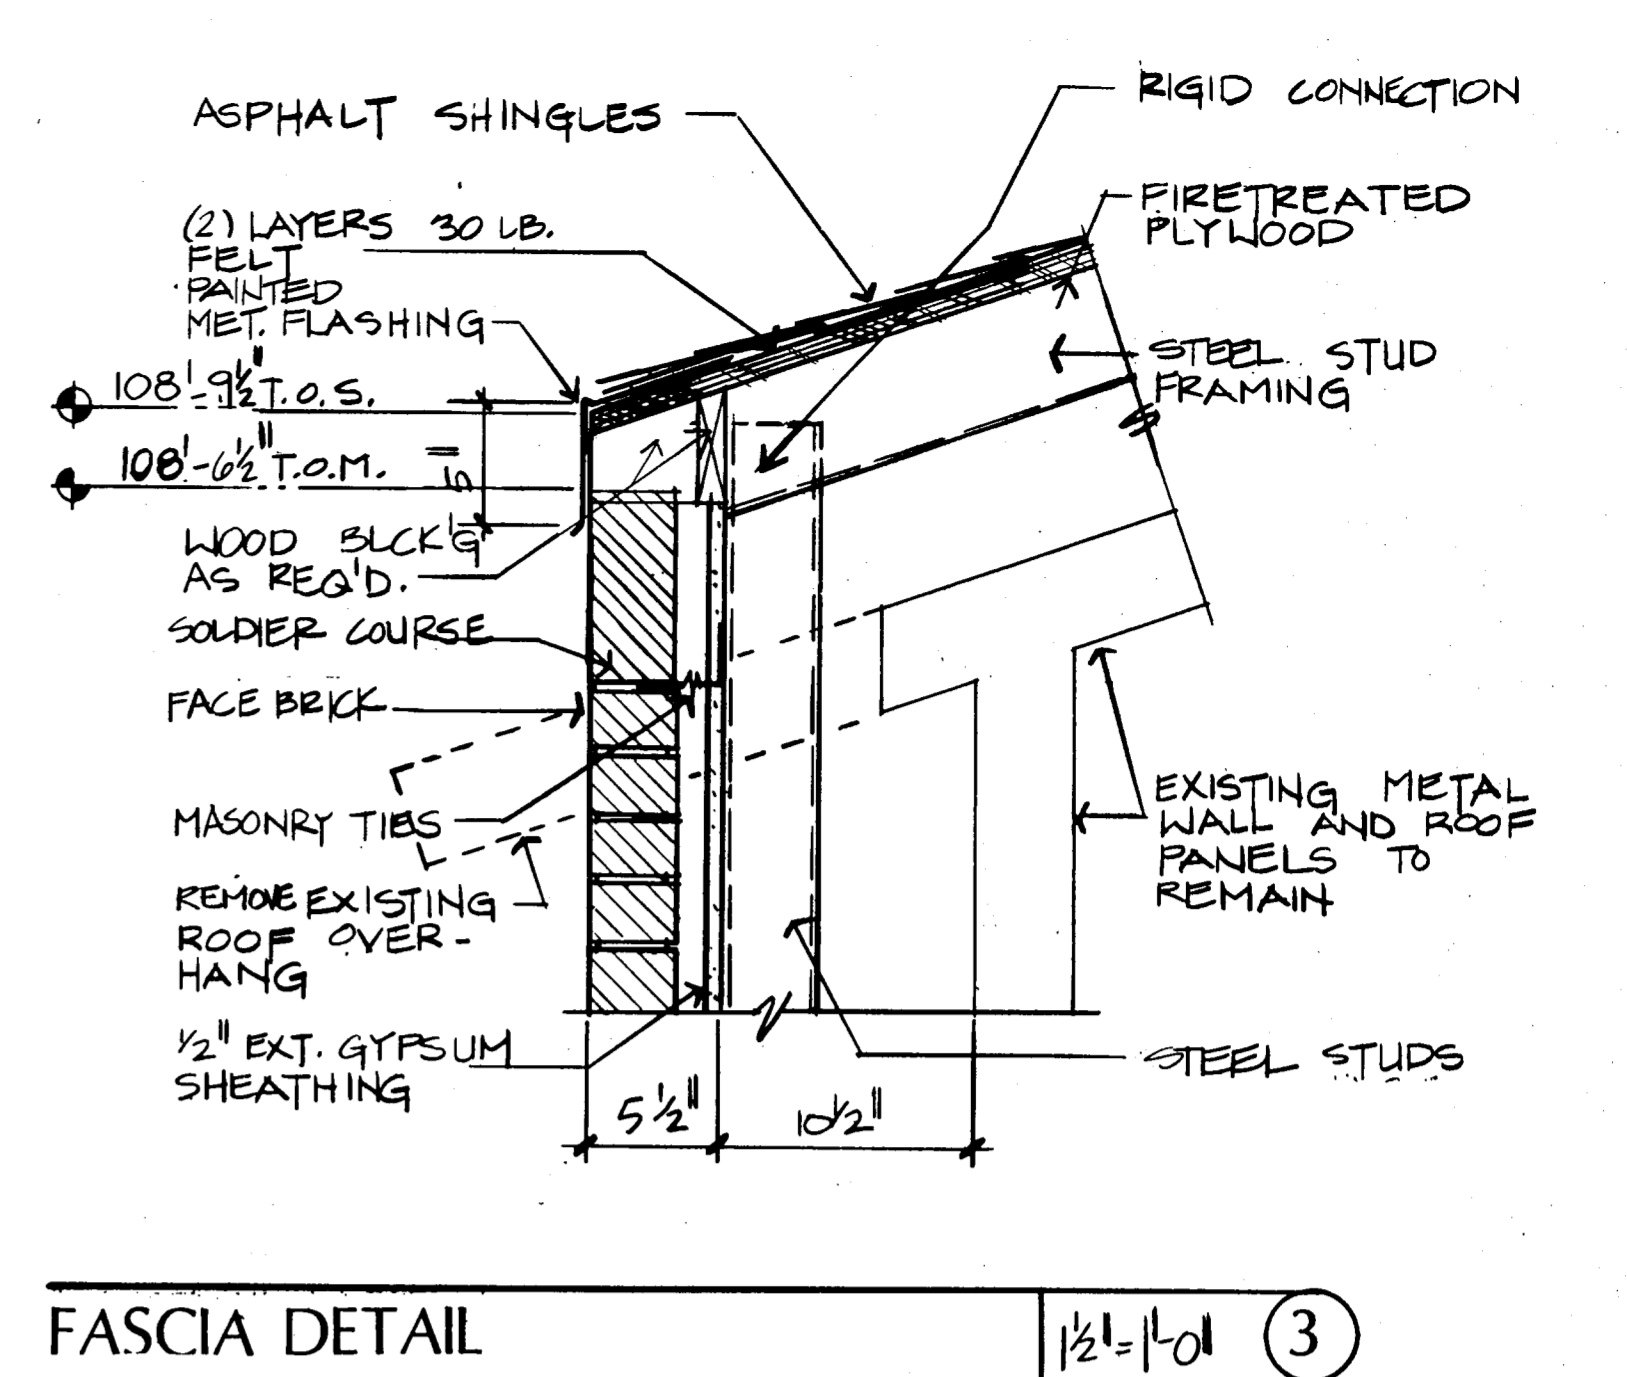 ASPHALT SHINGLES
RIGID CONNECTION
(2) LAYERS 30 LB.
FELT
PAINTED
MET. FLASHING
FIRETREATED
PLYWOOD
108'-9½" T.O.S.
108'-6½" T.O.M.
5"
STEEL STUD
FRAMING
WOOD BLCK'G
AS REQ'D.
SOLDIER COURSE
FACE BRICK
MASONRY TIES
REMOVE EXISTING
ROOF OVER-
HANG
½" EXT. GYPSUM
SHEATHING
EXISTING METAL
WALL AND ROOF
PANELS TO
REMAIN
STEEL STUDS
5½"
10½"
FASCIA DETAIL
1½"=1'-0"
3